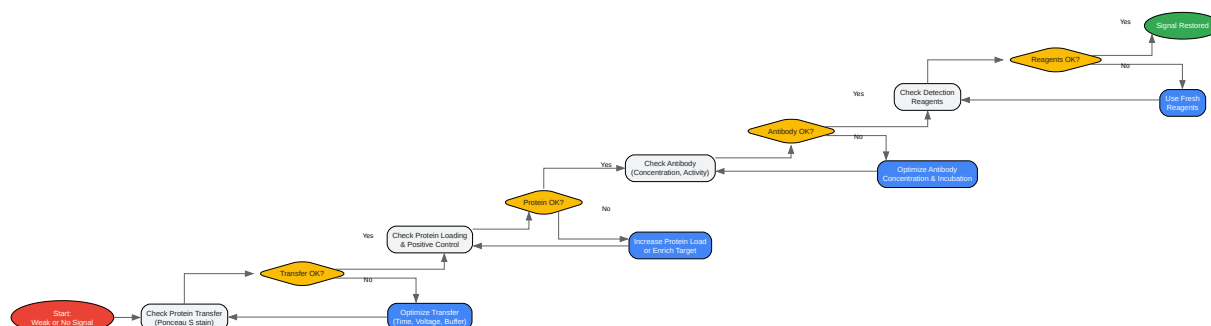 Start:
Weak or No Signal
Check Protein Transfer
(Ponceau S stain)
Transfer OK?
Yes
No
Optimize Transfer
(Time, Voltage, Buffer)
Check Protein Loading
& Positive Control
Protein OK?
Yes
No
Increase Protein Load
or Enrich Target
Check Antibody
(Concentration, Activity)
Antibody OK?
Yes
No
Optimize Antibody
Concentration & Incubation
Check Detection
Reagents
Reagents OK?
Yes
No
Use Fresh
Reagents
Signal Restored